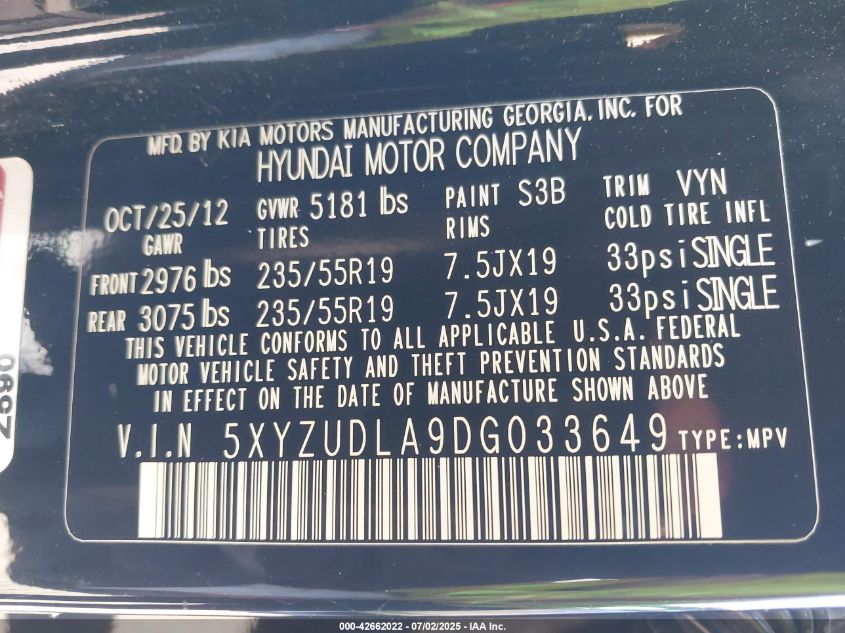 MFD. BY KIA MOTORS MANUFACTURING GEORGIA, INC. FOR
HYUNDAI MOTOR COMPANY
OCT/25/12 GVWR 5181 lbs PAINT S3B TRIM VYN
GAWR TIRES RIMS COLD TIRE INFL
FRONT 2976 lbs 235/55R19 7.5JX19 33psi SINGLE
REAR 3075 lbs 235/55R19 7.5JX19 33psi SINGLE
THIS VEHICLE CONFORMS TO ALL APPLICABLE U.S.A. FEDERAL
MOTOR VEHICLE SAFETY AND THEFT PREVENTION STANDARDS
IN EFFECT ON THE DATE OF MANUFACTURE SHOWN ABOVE
V.I.N 5XYZUDLA9DG033649 TYPE:MPV
000-42662022 - 07/02/2025 - IAA Inc.